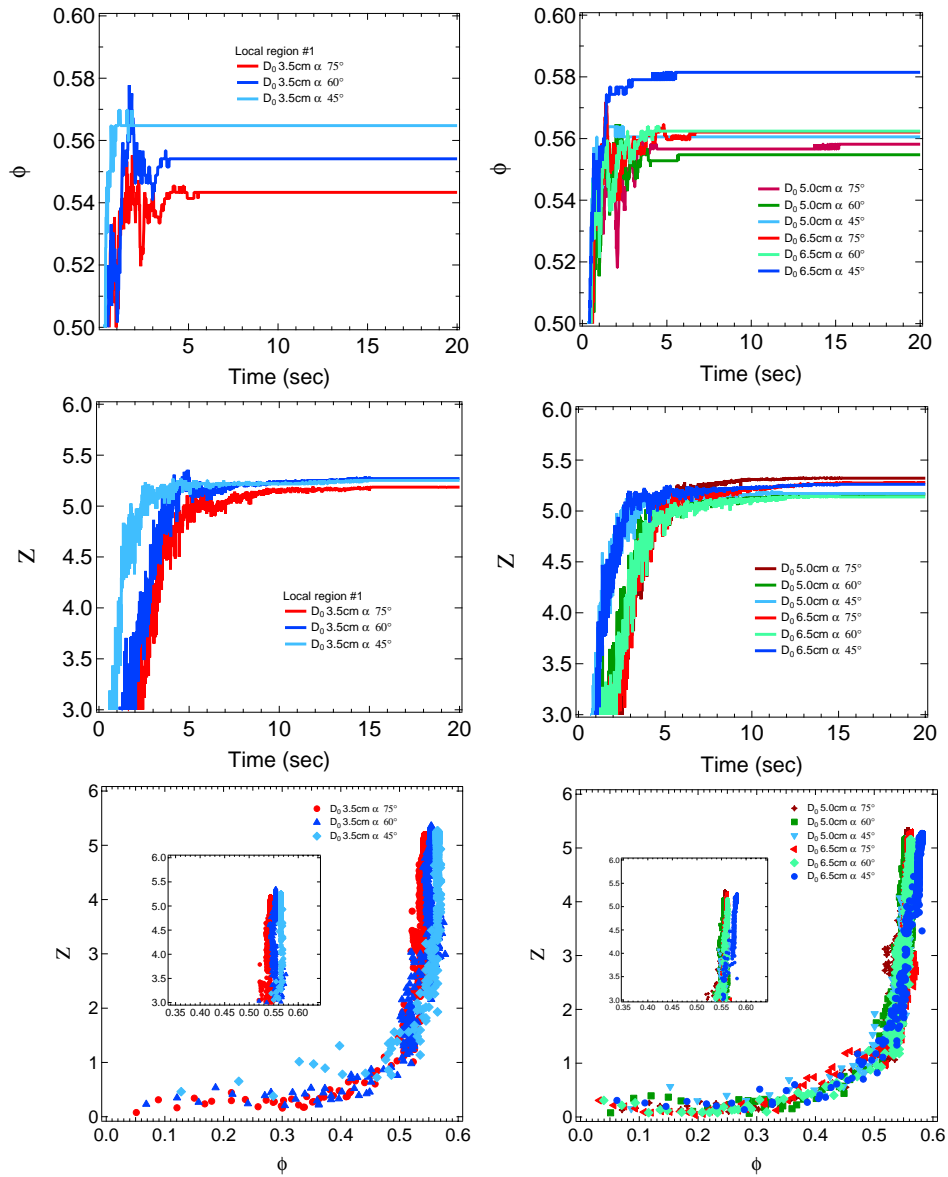 0.60
0.58
0.56
0.54
0.52
0.50
ϕ
Local region #1
D0 3.5cm α 75°
D0 3.5cm α 60°
D0 3.5cm α 45°
0
5
10
15
20
Time (sec)
0.60
0.58
0.56
0.54
0.52
0.50
ϕ
D0 5.0cm α 75°
D0 5.0cm α 60°
D0 5.0cm α 45°
D0 6.5cm α 75°
D0 6.5cm α 60°
D0 6.5cm α 45°
0
5
10
15
20
Time (sec)
6.0
5.5
5.0
4.5
4.0
3.5
3.0
Z
Local region #1
D0 3.5cm α 75°
D0 3.5cm α 60°
D0 3.5cm α 45°
0
5
10
15
20
Time (sec)
6.0
5.5
5.0
4.5
4.0
3.5
3.0
Z
D0 5.0cm α 75°
D0 5.0cm α 60°
D0 5.0cm α 45°
D0 6.5cm α 75°
D0 6.5cm α 60°
D0 6.5cm α 45°
0
5
10
15
20
Time (sec)
6
5
4
3
2
1
0
Z
D0 3.5cm α 75°
D0 3.5cm α 60°
D0 3.5cm α 45°
6.0
5.5
5.0
4.5
4.0
3.5
3.0
0.35 0.40 0.45 0.50 0.55 0.60
0.0 0.1 0.2 0.3 0.4 0.5 0.6
ϕ
6
5
4
3
2
1
0
Z
D0 5.0cm α 75°
D0 5.0cm α 60°
D0 5.0cm α 45°
D0 6.5cm α 75°
D0 6.5cm α 60°
D0 6.5cm α 45°
6.0
5.5
5.0
4.5
4.0
3.5
3.0
0.35 0.40 0.45 0.50 0.55 0.60
0.0 0.1 0.2 0.3 0.4 0.5 0.6
ϕ